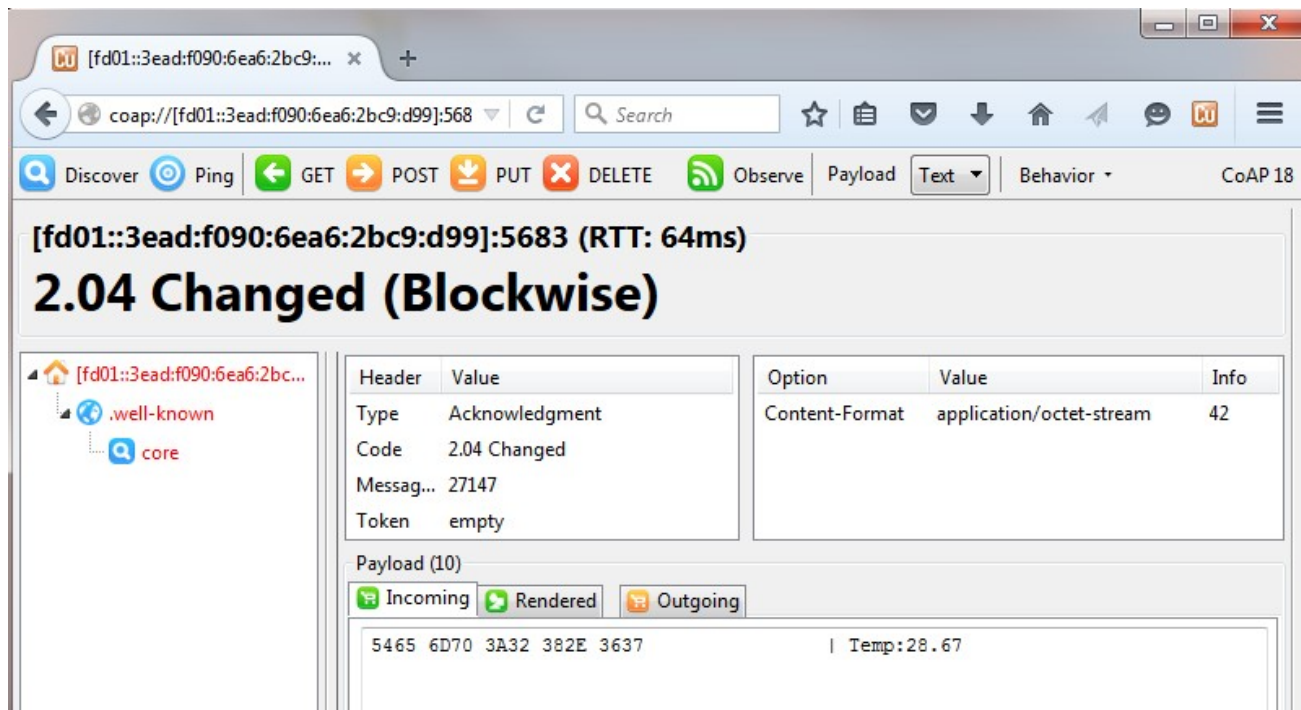 [fd01::3ead:f090:6ea6:2bc9:...
coap://[fd01::3ead:f090:6ea6:2bc9:d99]:568 Search
Discover Ping GET POST PUT DELETE Observe Payload Text Behavior CoAP 18
[fd01::3ead:f090:6ea6:2bc9:d99]:5683 (RTT: 64ms)
2.04 Changed (Blockwise)
[fd01::3ead:f090:6ea6:2bc...
.well-known
core
Header Value
Type Acknowledgment
Code 2.04 Changed
Messag... 27147
Token empty
Option Value Info
Content-Format application/octet-stream 42
Payload (10)
Incoming Rendered Outgoing
5465 6D70 3A32 382E 3637 | Temp:28.67